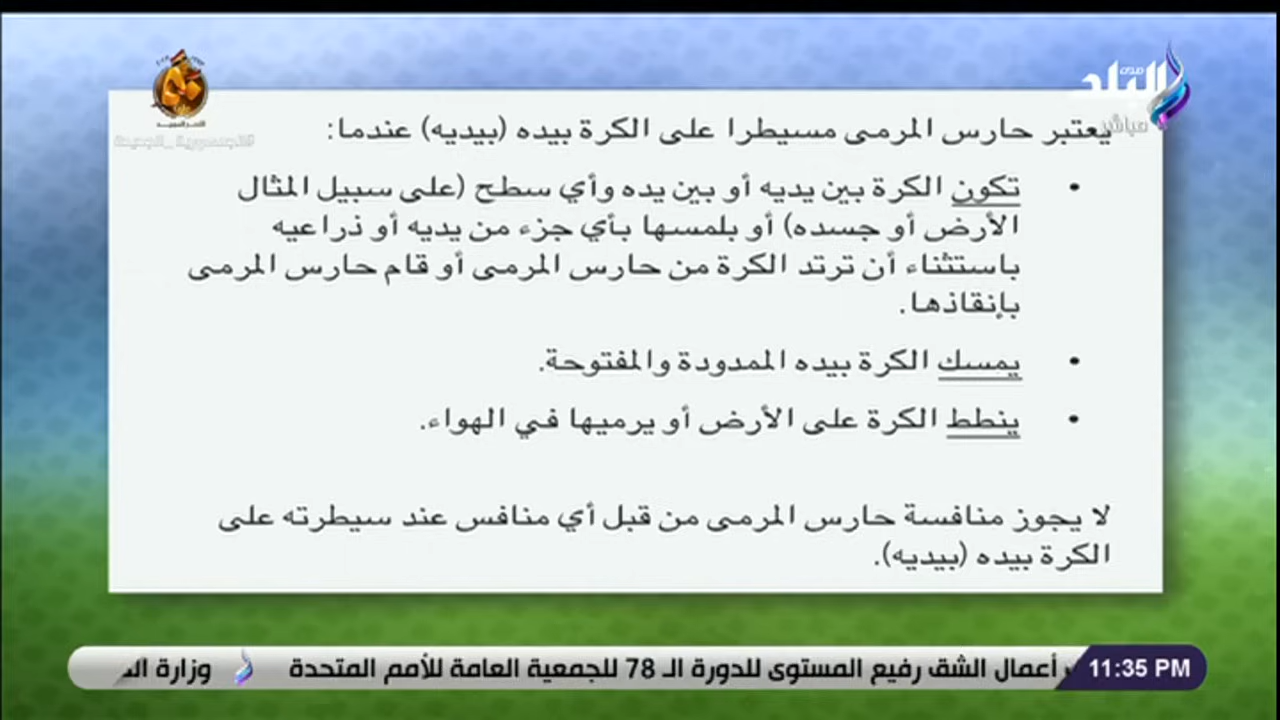 صدى
البلد
مباشر
#الجمهورية_الجديدة
يعتبر حارس المرمى مسيطرا على الكرة بيده (بيديه) عندما:
• تكون الكرة بين يديه أو بين يده وأي سطح (على سبيل المثال
الأرض أو جسده) أو بلمسها بأي جزء من يديه أو ذراعيه
باستثناء أن ترتد الكرة من حارس المرمى أو قام حارس المرمى
بإنقاذها.
• يمسك الكرة بيده الممدودة والمفتوحة.
• ينطط الكرة على الأرض أو يرميها في الهواء.
لا يجوز منافسة حارس المرمى من قبل أي منافس عند سيطرته على
الكرة بيده (بيديه).
11:35 PM
أعمال الشق رفيع المستوى للدورة الـ 78 للجمعية العامة للأمم المتحدة وزارة